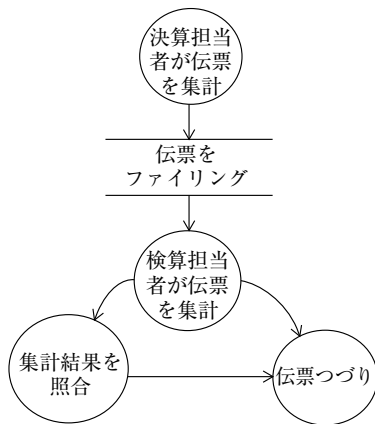 決算担当
者が伝票
を集計
伝票を
ファイリング
検算担当
者が伝票
を集計
集計結果を
照合
伝票つづり